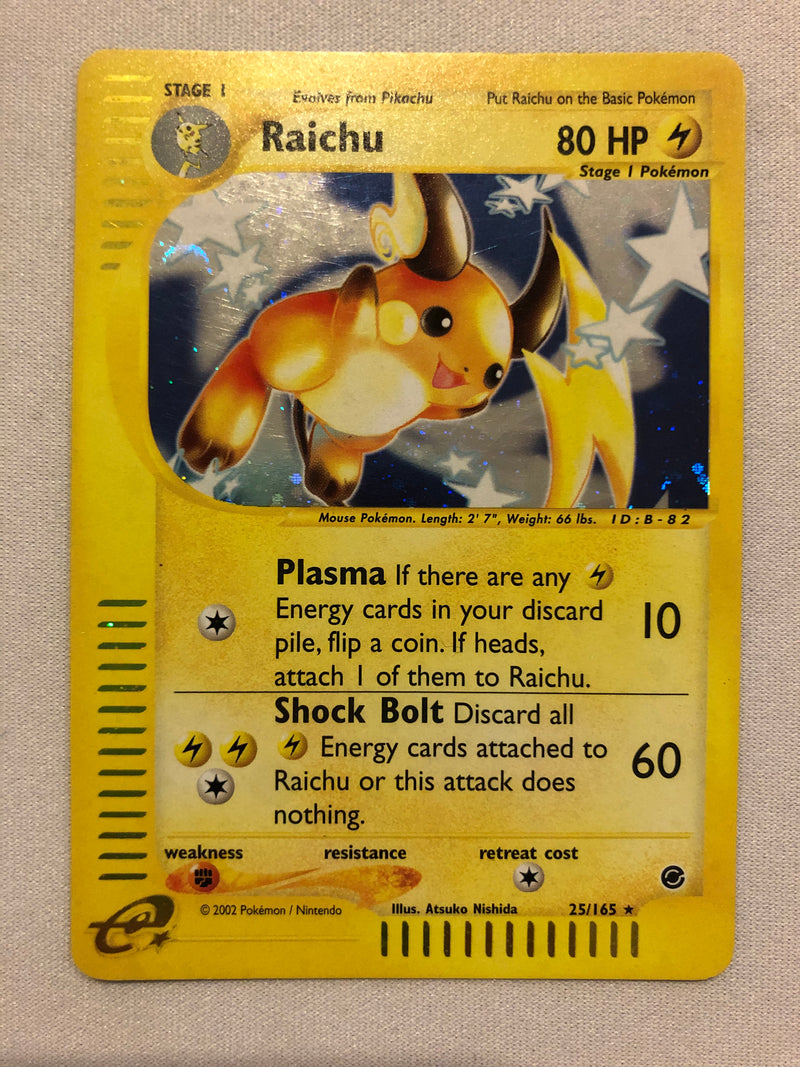 STAGE 1 Evolves from Pikachu Put Raichu on the Basic Pokémon
Raichu 80 HP
Stage 1 Pokémon
Mouse Pokémon. Length: 2' 7", Weight: 66 lbs. ID:B-82
Plasma If there are any
Energy cards in your discard
pile, flip a coin. If heads,
attach 1 of them to Raichu.
10
Shock Bolt Discard all
Energy cards attached to
Raichu or this attack does
nothing.
60
weakness resistance retreat cost
© 2002 Pokémon / Nintendo Illus. Atsuko Nishida 25/165 ★
e